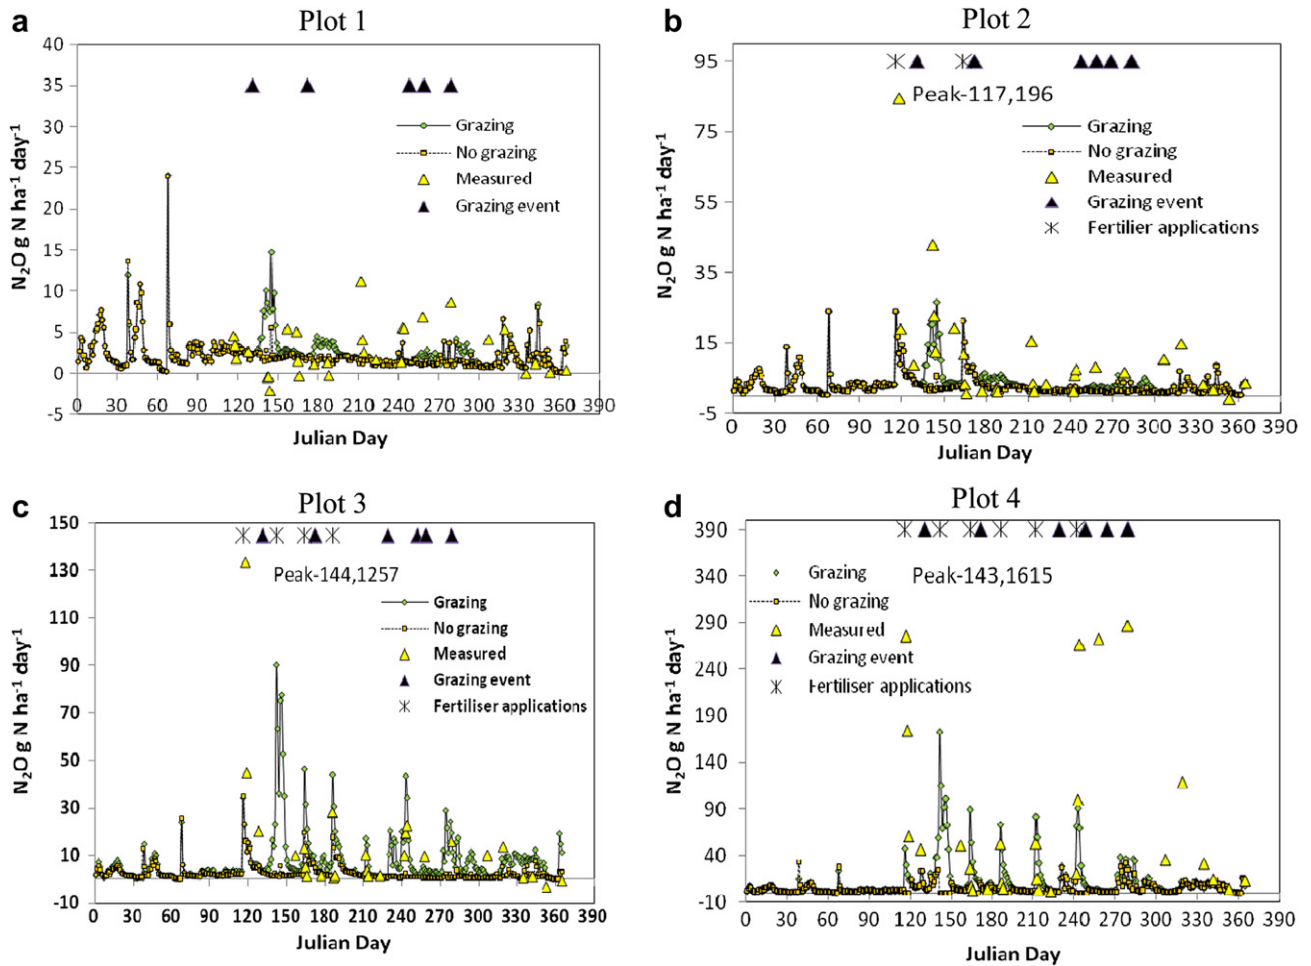 a
Plot 1
40
35
30
25
20
15
10
5
0
-5
N₂O g N ha⁻¹ day⁻¹
Grazing
No grazing
Measured
Grazing event
0 30 60 90 120 150 180 210 240 270 300 330 360 390
Julian Day
b
Plot 2
95
75
55
35
15
-5
N₂O g N ha⁻¹ day⁻¹
Peak-117,196
Grazing
No grazing
Measured
Grazing event
Fertilier applications
0 30 60 90 120 150 180 210 240 270 300 330 360 390
Julian Day
c
Plot 3
150
130
110
90
70
50
30
10
-10
N₂O g N ha⁻¹ day⁻¹
Peak-144,1257
Grazing
No grazing
Measured
Grazing event
Fertiliser applications
0 30 60 90 120 150 180 210 240 270 300 330 360 390
Julian Day
d
Plot 4
390
340
290
240
190
140
90
40
-10
N₂O g N ha⁻¹ day⁻¹
Peak-143,1615
Grazing
No grazing
Measured
Grazing event
Fertiliser applications
0 30 60 90 120 150 180 210 240 270 300 330 360 390
Julian Day